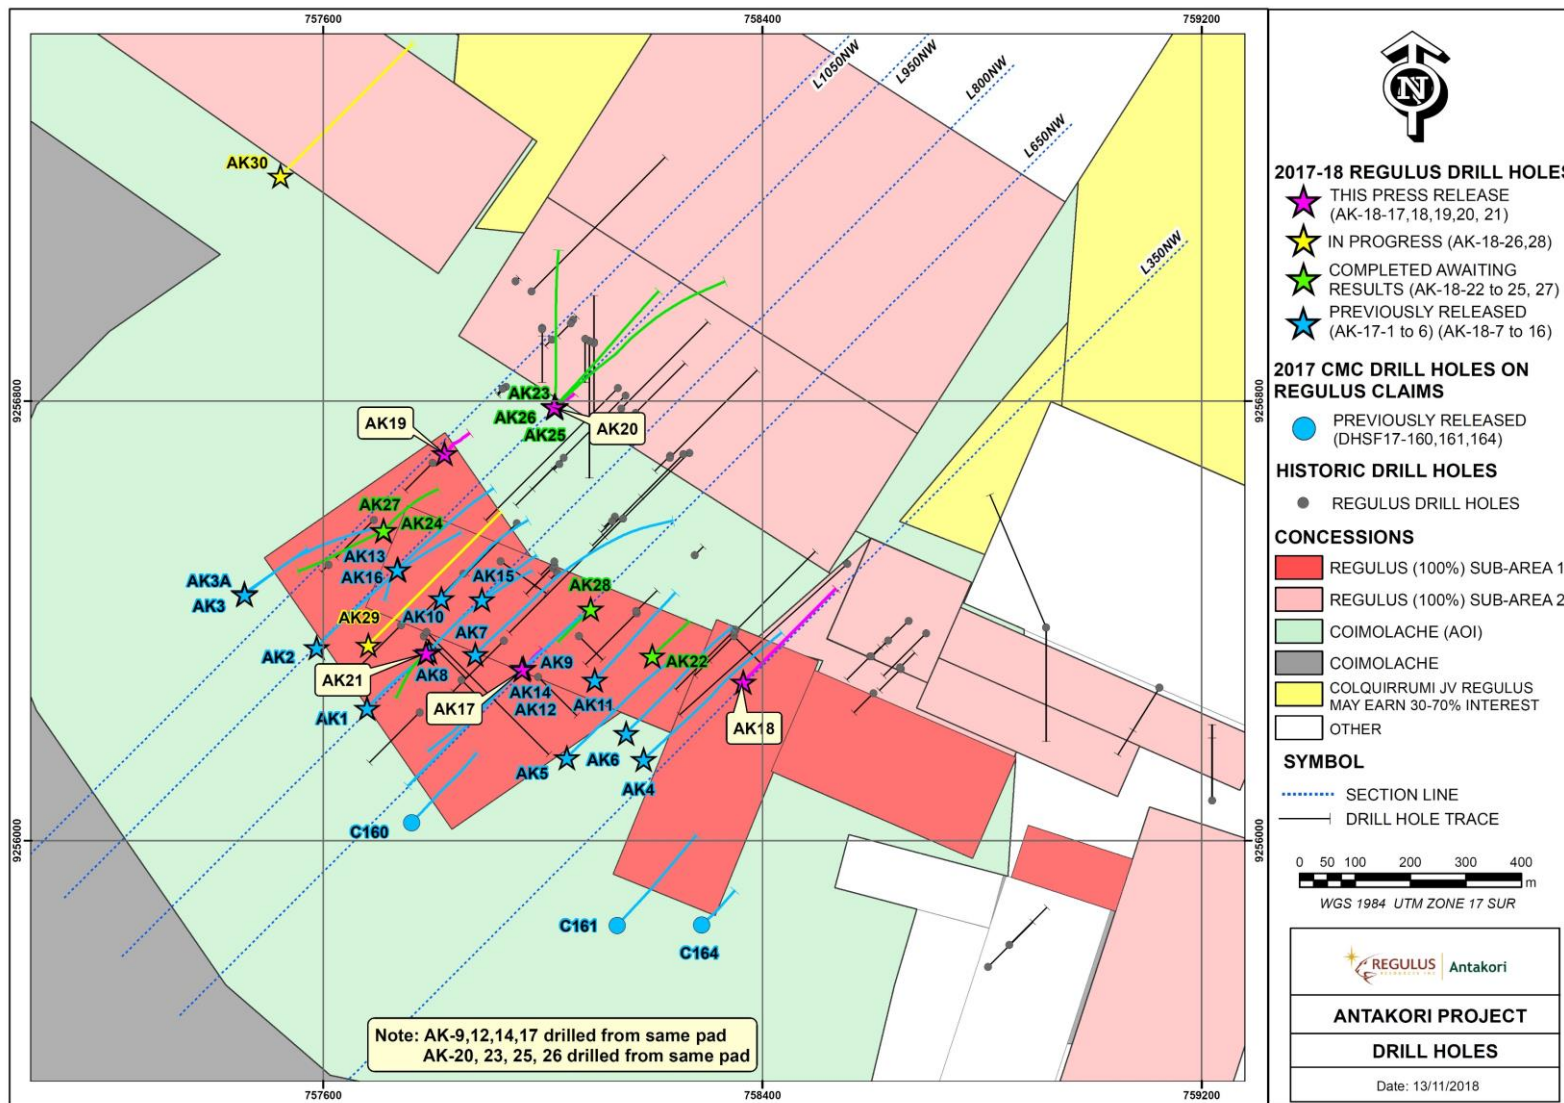 757600
758400
759200
L1050NW
L950NW
L800NW
L650NW
L350NW
AK30
AK23
AK26
AK25
AK20
AK19
AK27
AK24
AK13
AK16
AK3A
AK3
AK15
AK28
AK10
AK29
AK7
AK2
AK8
AK9
AK22
AK21
AK14
AK12
AK11
AK17
AK1
AK18
AK5
AK6
AK4
C160
C161
C164
9256800
9256800
9256000
9256000
Note: AK-9,12,14,17 drilled from same pad
AK-20, 23, 25, 26 drilled from same pad
757600
758400
759200
N
2017-18 REGULUS DRILL HOLES
THIS PRESS RELEASE
(AK-18-17,18,19,20, 21)
IN PROGRESS (AK-18-26,28)
COMPLETED AWAITING
RESULTS (AK-18-22 to 25, 27)
PREVIOUSLY RELEASED
(AK-17-1 to 6) (AK-18-7 to 16)
2017 CMC DRILL HOLES ON
REGULUS CLAIMS
PREVIOUSLY RELEASED
(DHSF17-160,161,164)
HISTORIC DRILL HOLES
REGULUS DRILL HOLES
CONCESSIONS
REGULUS (100%) SUB-AREA 1
REGULUS (100%) SUB-AREA 2
COIMOLACHE (AOI)
COIMOLACHE
COLQUIRRUMI JV REGULUS
MAY EARN 30-70% INTEREST
OTHER
SYMBOL
SECTION LINE
DRILL HOLE TRACE
0 50 100 200 300 400
m
WGS 1984 UTM ZONE 17 SUR
REGULUS
Antakori
ANTAKORI PROJECT
DRILL HOLES
Date: 13/11/2018